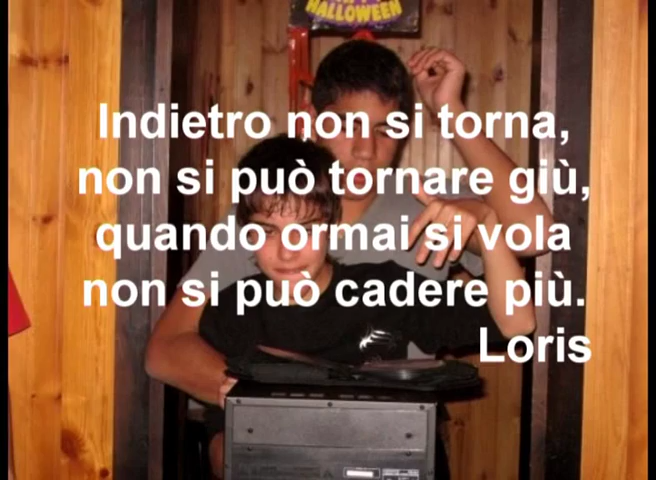 HALLOWEEN
Indietro non si torna,
non si può tornare giù,
quando ormai si vola
non si può cadere più.
Loris